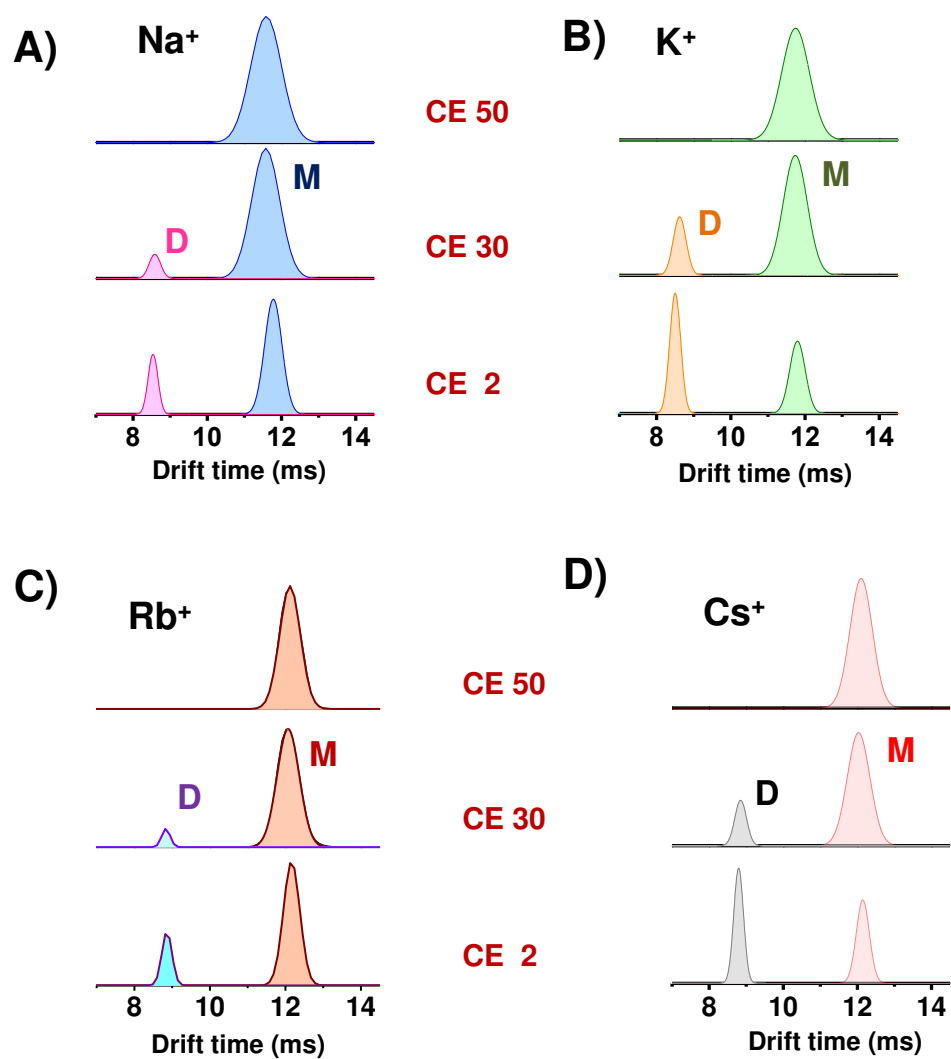 A)
Na⁺
B)
K⁺
CE 50
M
M
D
D
CE 30
CE 2
8 10 12 14
8 10 12 14
Drift time (ms)
Drift time (ms)
C)
D)
Rb⁺
Cs⁺
CE 50
M
M
D
D
CE 30
CE 2
8 10 12 14
8 10 12 14
Drift time (ms)
Drift time (ms)